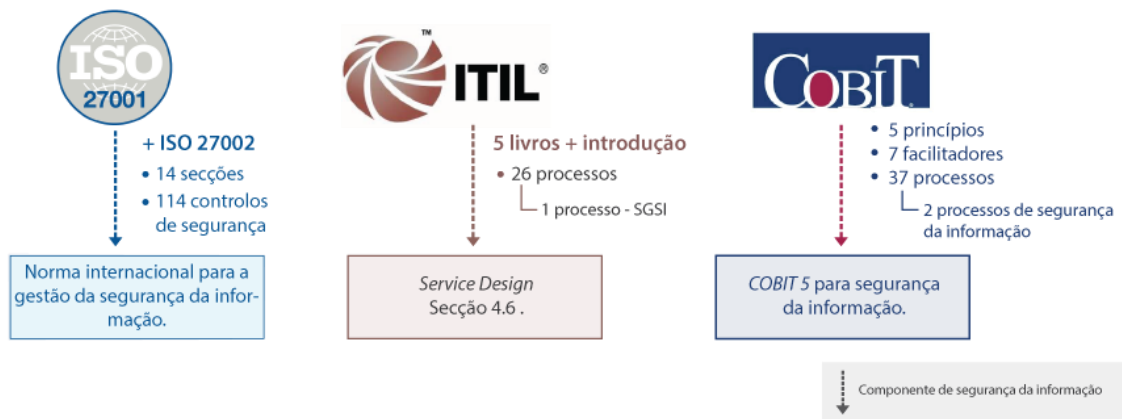 ISO
27001
+ ISO 27002
• 14 secções
• 114 controlos
de segurança
Norma internacional para a
gestão da segurança da infor-
mação.
ITIL®
™
5 livros + introdução
• 26 processos
1 processo - SGSI
Service Design
Secção 4.6 .
COBIT®
• 5 princípios
• 7 facilitadores
• 37 processos
2 processos de segurança
da informação
COBIT 5 para segurança
da informação.
Componente de segurança da informação